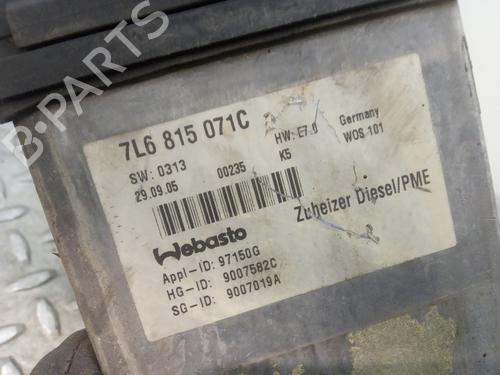 7L6 815 071C
SW: 0313 HW: E7.0 Germany
29.09.05 00235 K5 WOS 101
Webasto Zuheizer Diesel/PME
Appl-ID: 97150G
HG-ID: 9007582C
SG-ID: 9007019A